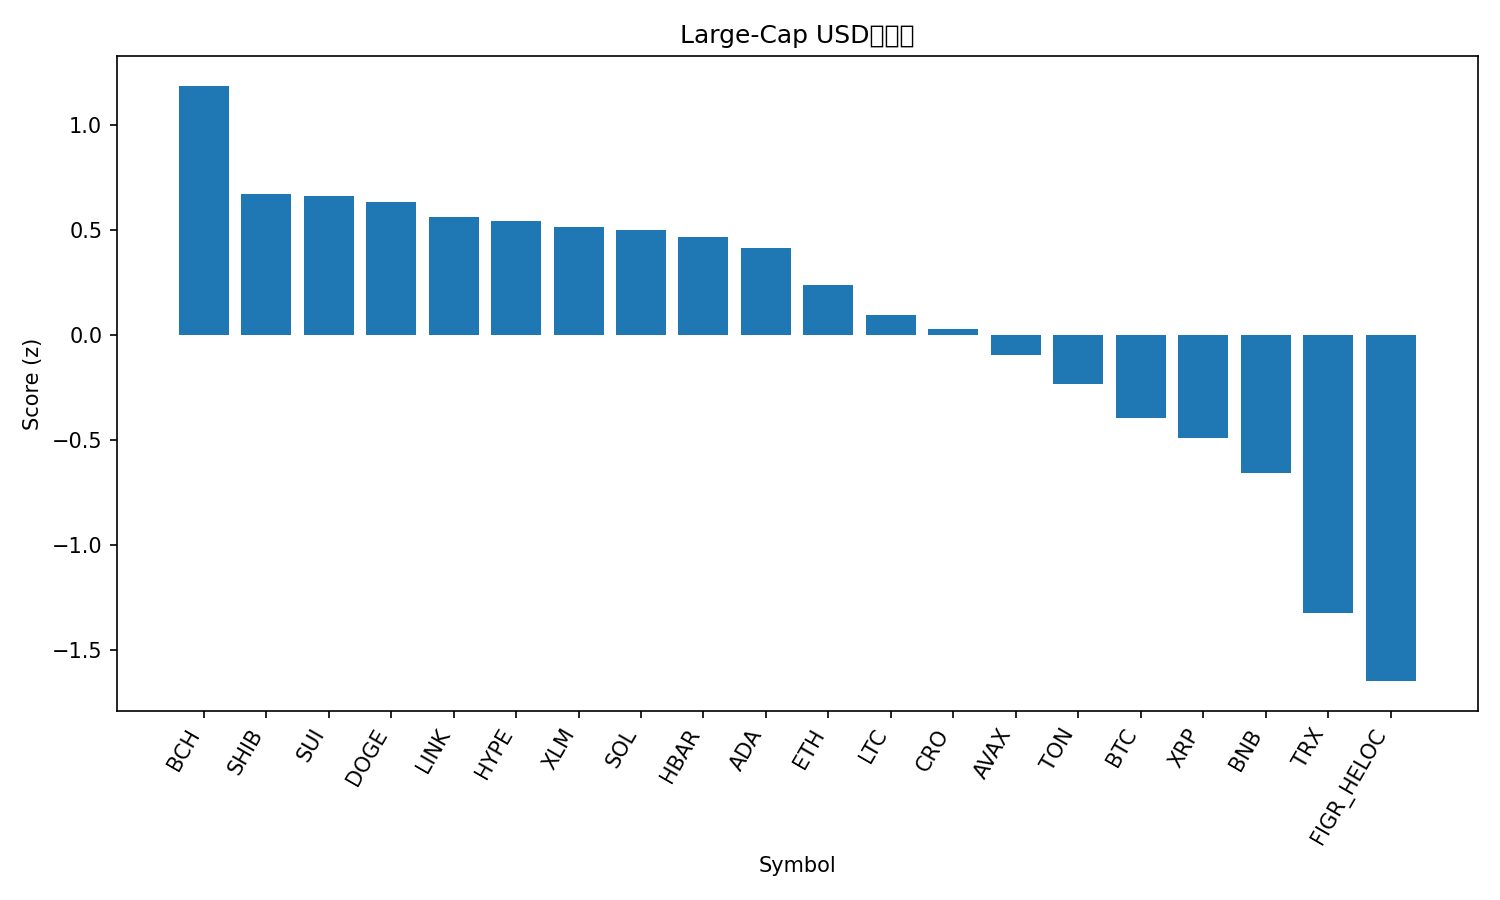 Large-Cap USD
1.0
0.5
0.0
−0.5
−1.0
−1.5
Score (z)
BCH
SHIB
SUI
DOGE
LINK
HYPE
XLM
SOL
HBAR
ADA
ETH
LTC
CRO
AVAX
TON
BTC
XRP
BNB
TRX
FIGR_HELOC
Symbol